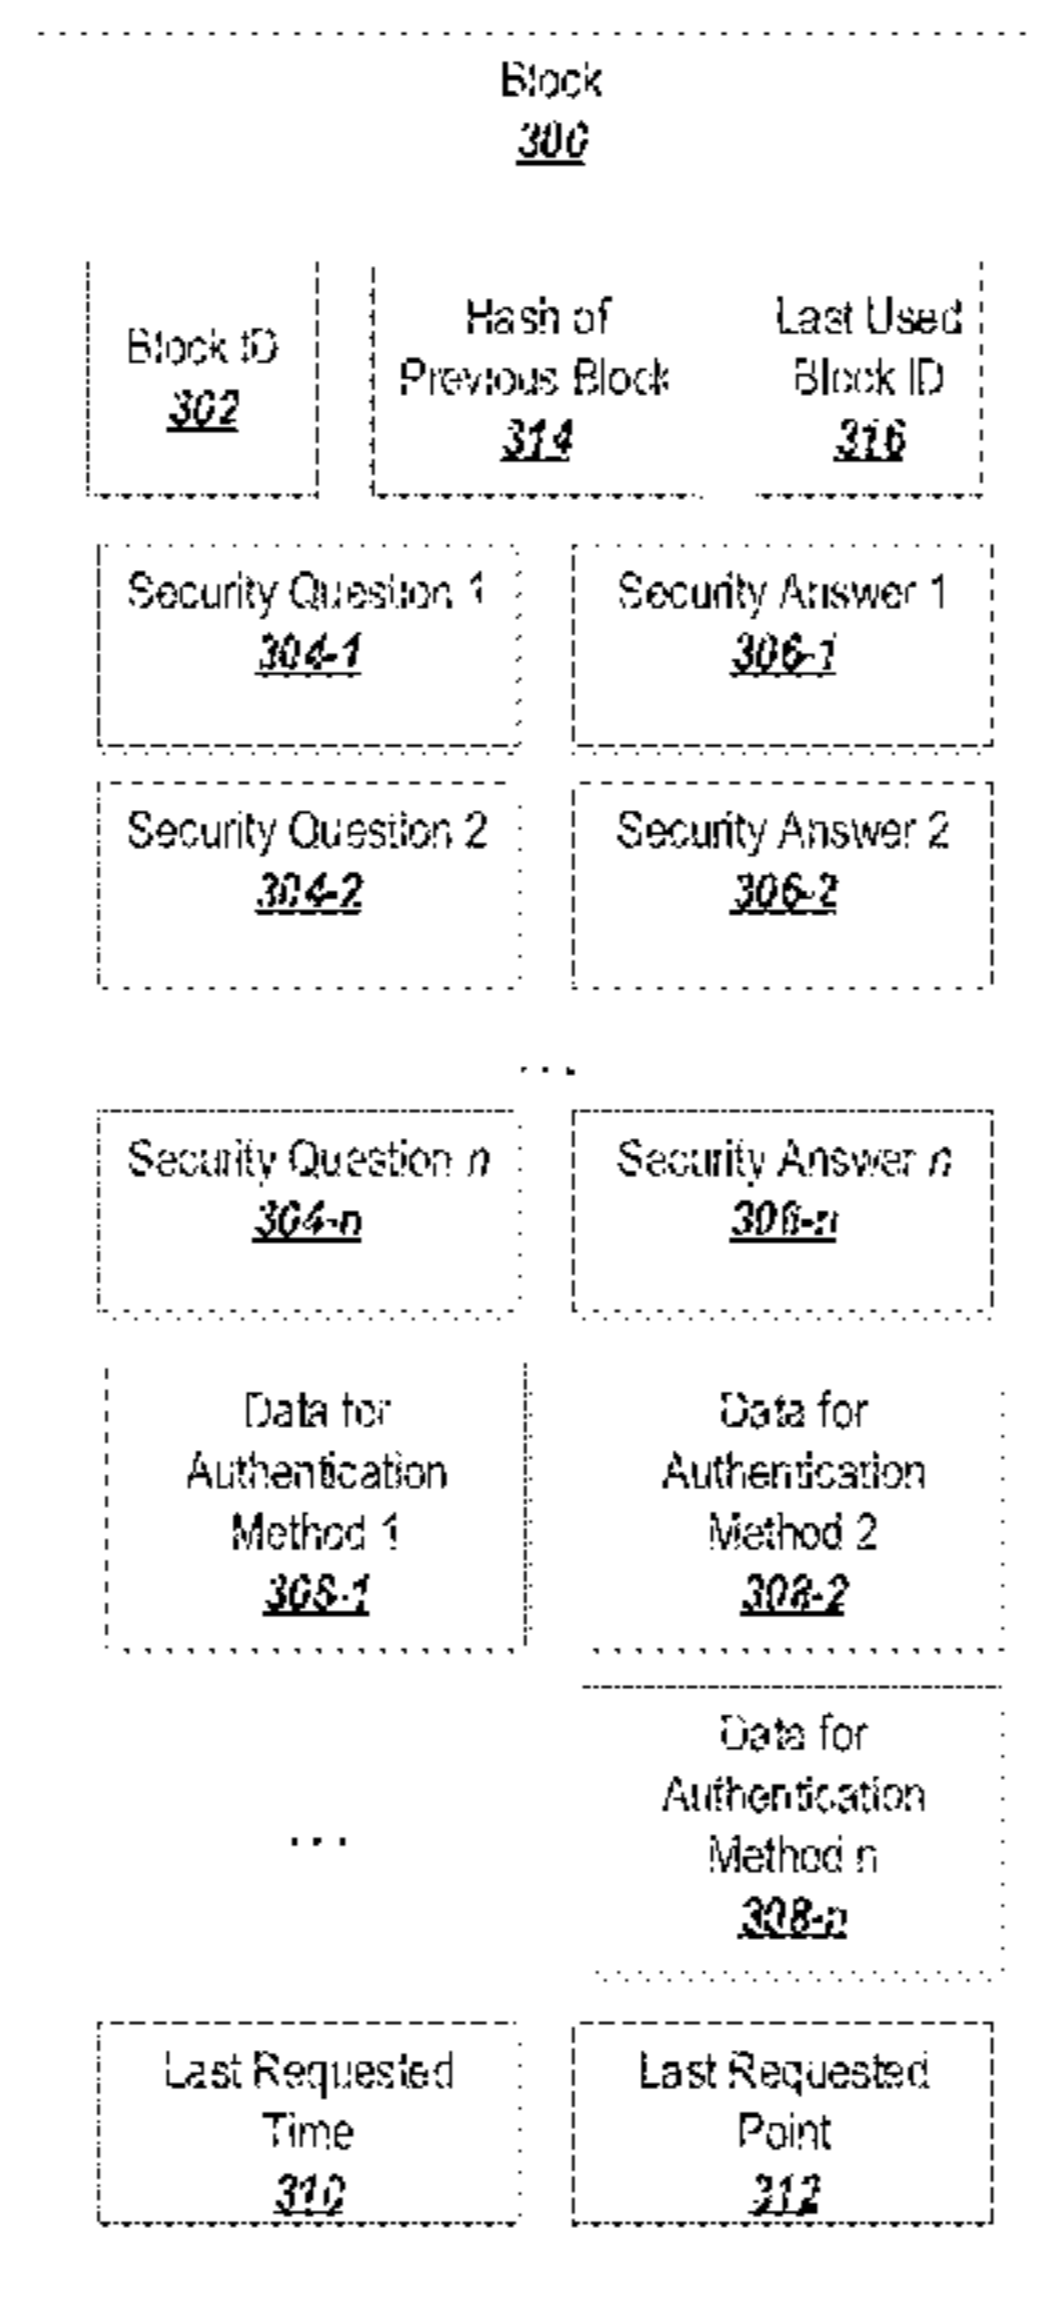 Block
300
Block ID
302
Hash of
Previous Block
314
Last Used
Block ID
316
Security Question 1
304-1
Security Answer 1
306-1
Security Question 2
304-2
Security Answer 2
306-2
...
Security Question n
304-n
Security Answer n
306-n
Data for
Authentication
Method 1
308-1
Data for
Authentication
Method 2
308-2
...
Data for
Authentication
Method n
308-n
Last Requested
Time
310
Last Requested
Point
312